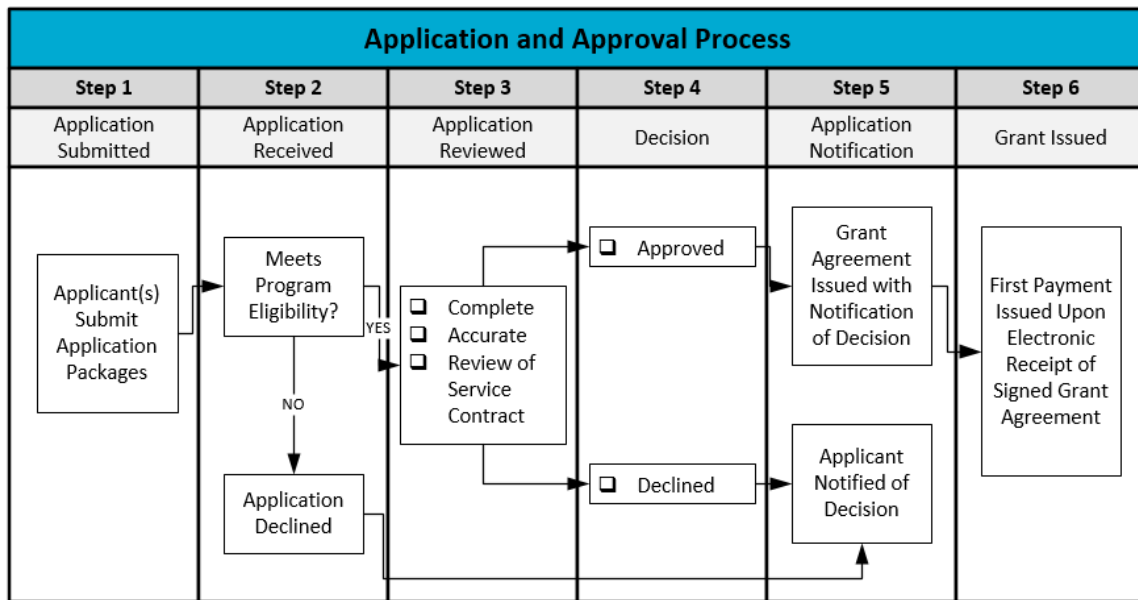 Application and Approval Process
Step 1
Step 2
Step 3
Step 4
Step 5
Step 6
Application
Submitted
Application
Received
Application
Reviewed
Decision
Application
Notification
Grant Issued
Applicant(s)
Submit
Application
Packages
Meets
Program
Eligibility?
YES
NO
Application
Declined
Complete
Accurate
Review of
Service
Contract
Approved
Declined
Grant
Agreement
Issued with
Notification
of Decision
Applicant
Notified of
Decision
First Payment
Issued Upon
Electronic
Receipt of
Signed Grant
Agreement